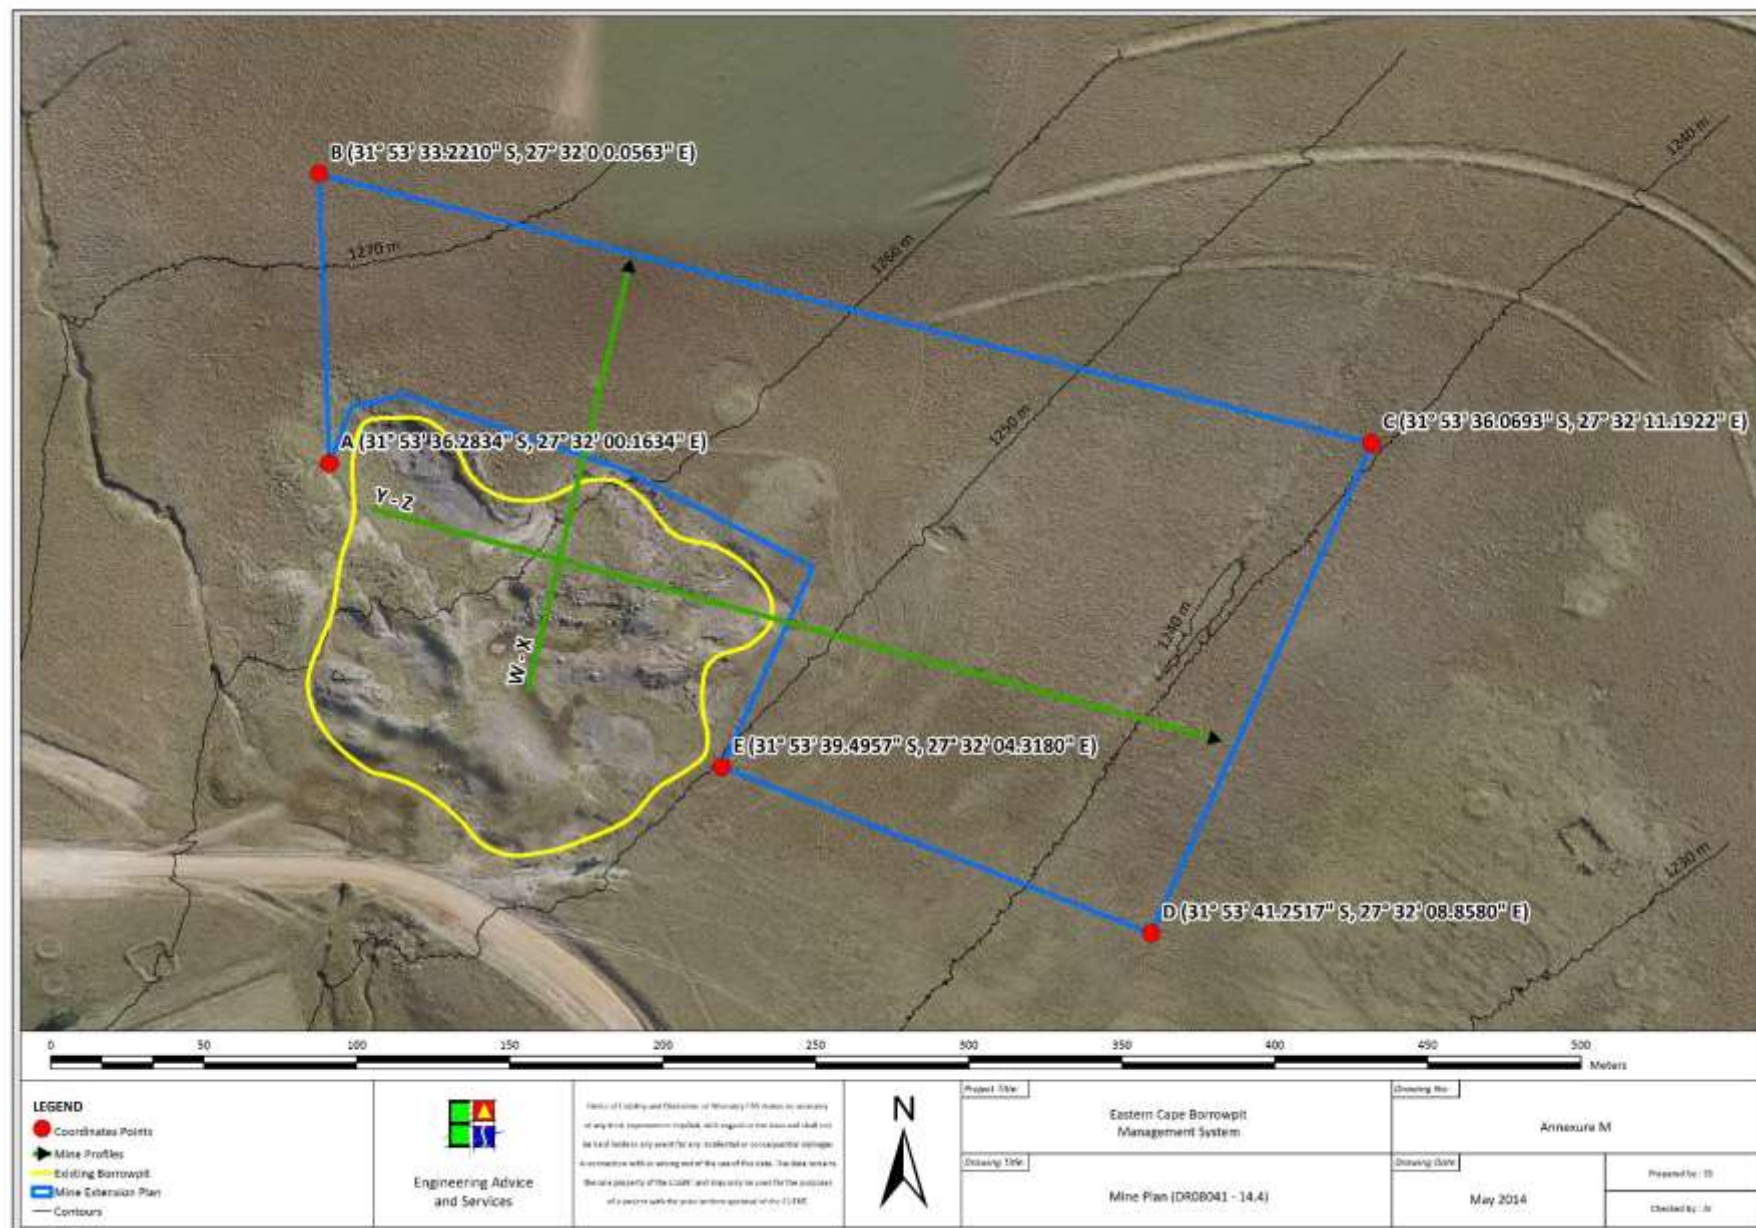 B (31° 53' 33.2210" S, 27° 32'0 0.0563" E)
1240 m
1270 m
1260 m
1250 m
C (31° 53' 36.0693" S, 27° 32' 11.1922" E)
A (31° 53' 36.2834" S, 27° 32' 00.1634" E)
Y - Z
1240 m
W - X
E (31° 53' 39.4957" S, 27° 32' 04.3180" E)
1230 m
D (31° 53' 41.2517" S, 27° 32' 08.8580" E)
0 50 100 150 200 250 300 350 400 450 500
Meters
LEGEND
Coordinates Points
Mine Profiles
Existing Borrowpit
Mine Extension Plan
Contours
Engineering Advice
and Services
N
Project Title:
Eastern Cape Borrowpit
Management System
Drawing Title:
Mine Plan (DR08041 - 14.4)
Drawing No:
Annexure M
Drawing Date:
May 2014
Prepared by :
Checked by :